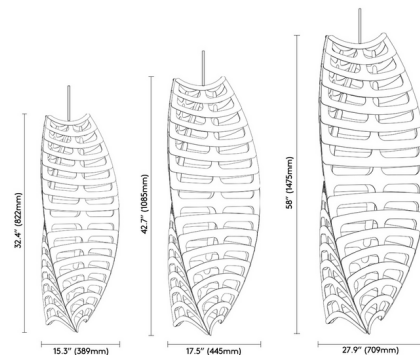 32.4" (822mm)
15.3" (389mm)
42.7" (1085mm)
17.5" (445mm)
58" (1475mm)
27.9" (709mm)